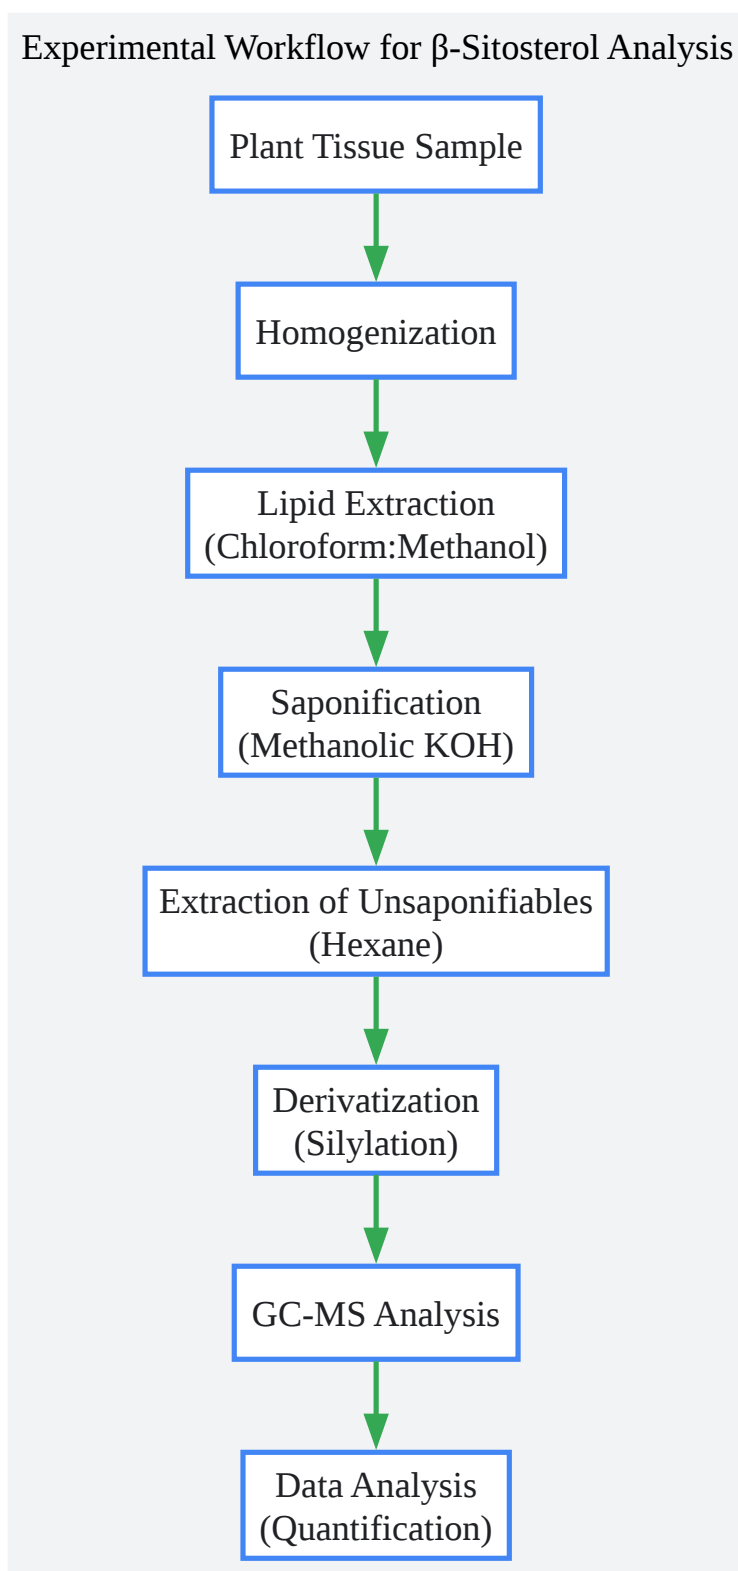 Experimental Workflow for β-Sitosterol Analysis
Plant Tissue Sample
Homogenization
Lipid Extraction
(Chloroform:Methanol)
Saponification
(Methanolic KOH)
Extraction of Unsaponifiables
(Hexane)
Derivatization
(Silylation)
GC-MS Analysis
Data Analysis
(Quantification)